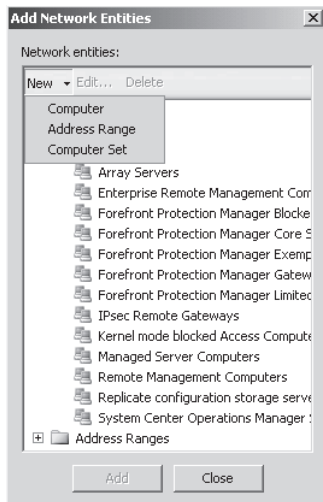 Add Network Entities
Network entities:
New Edit... Delete
Computer
Address Range
Computer Set
Array Servers
Enterprise Remote Management Com
Forefront Protection Manager Blocke
Forefront Protection Manager Core S
Forefront Protection Manager Exemp
Forefront Protection Manager Gatew
Forefront Protection Manager Limited
IPsec Remote Gateways
Kernel mode blocked Access Compute
Managed Server Computers
Remote Management Computers
Replicate configuration storage serve
System Center Operations Manager
Address Ranges
Add Close